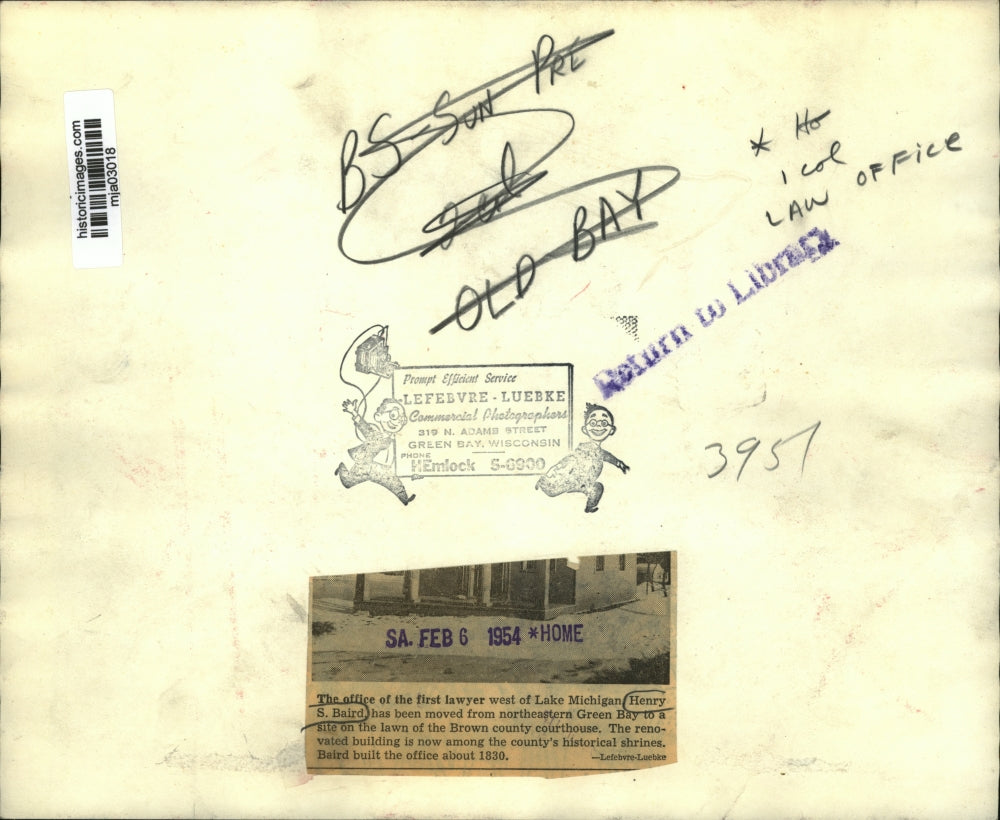 historicimages.com
mja03018
BS-SUN PRE
OLD BAY
* Ho
1 col
LAW OFFICE
Return to Library
Prompt Efficient Service
LEFEBVRE - LUEBKE
Commercial Photographers
319 N. ADAMS STREET
GREEN BAY, WISCONSIN
PHONE
HEmlock 5-6900
3957
SA. FEB 6 1954 *HOME
The office of the first lawyer west of Lake Michigan, Henry
S. Baird, has been moved from northeastern Green Bay to a
site on the lawn of the Brown county courthouse. The reno-
vated building is now among the county's historical shrines.
Baird built the office about 1830.
—Lefebvre-Luebke